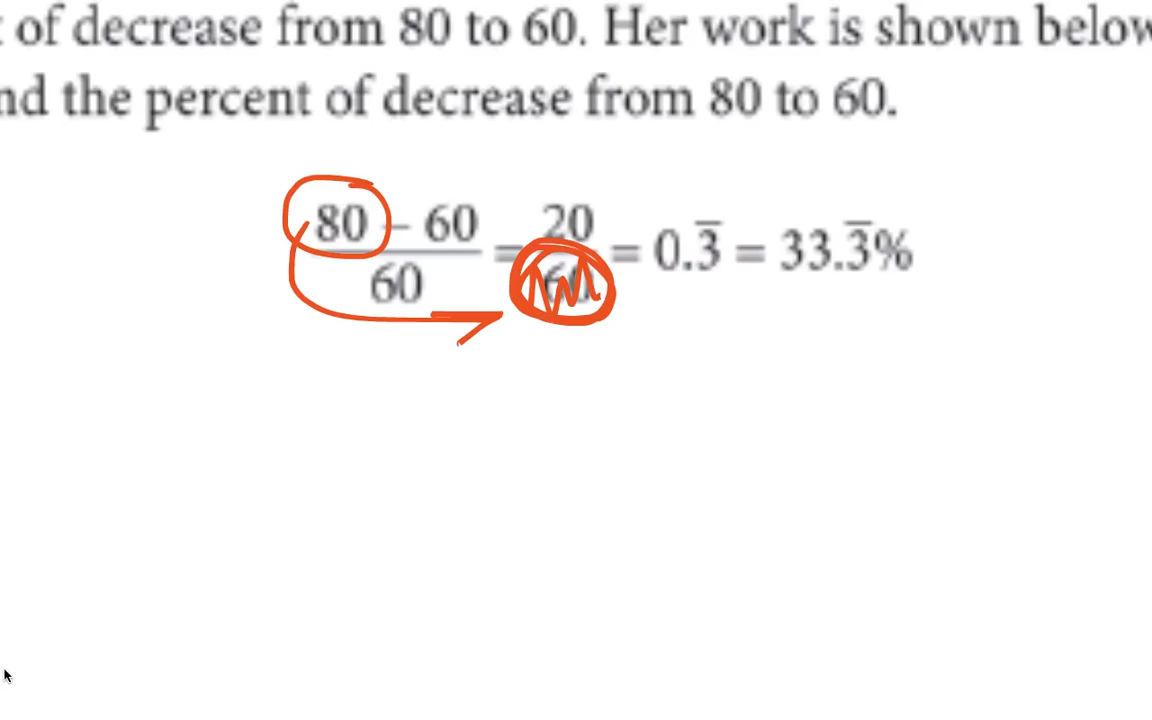 of decrease from 80 to 60. Her work is shown below
nd the percent of decrease from 80 to 60.
80 – 60 / 60 = 20 / 60 = 0.3̅ = 33.3̅%